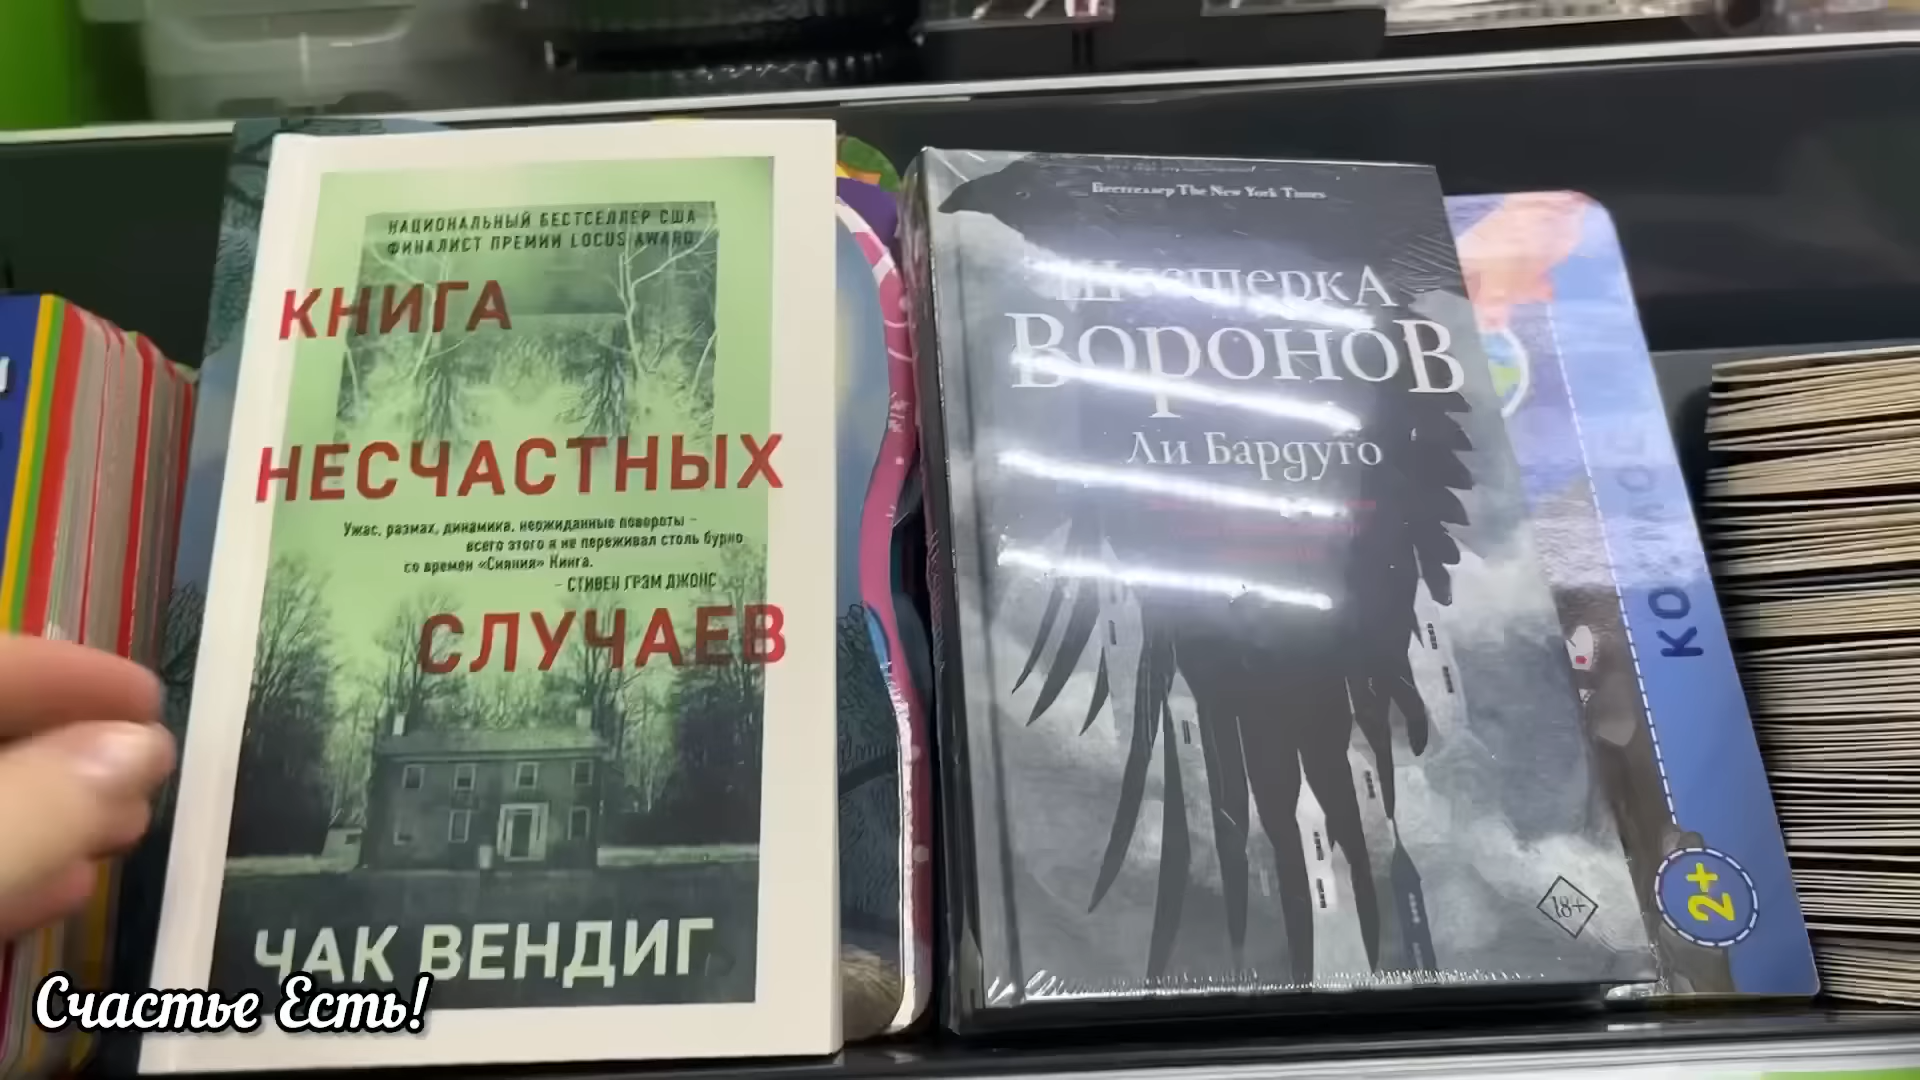 НАЦИОНАЛЬНЫЙ БЕСТСЕЛЛЕР США
ФИНАЛИСТ ПРЕМИИ LOCUS AWARD
КНИГА
НЕСЧАСТНЫХ
Ужас, размах, динамика, неожиданные повороты –
всего этого я не переживал столь бурно
со времен «Сияния» Кинга.
– СТИВЕН ГРЭМ ДЖОНС
СЛУЧАЕВ
ЧАК ВЕНДИГ
Бестселлер The New York Times
Шестерка
Воронов
Ли Бардуго
18+
КОСМОС
2+
Счастье Есть!